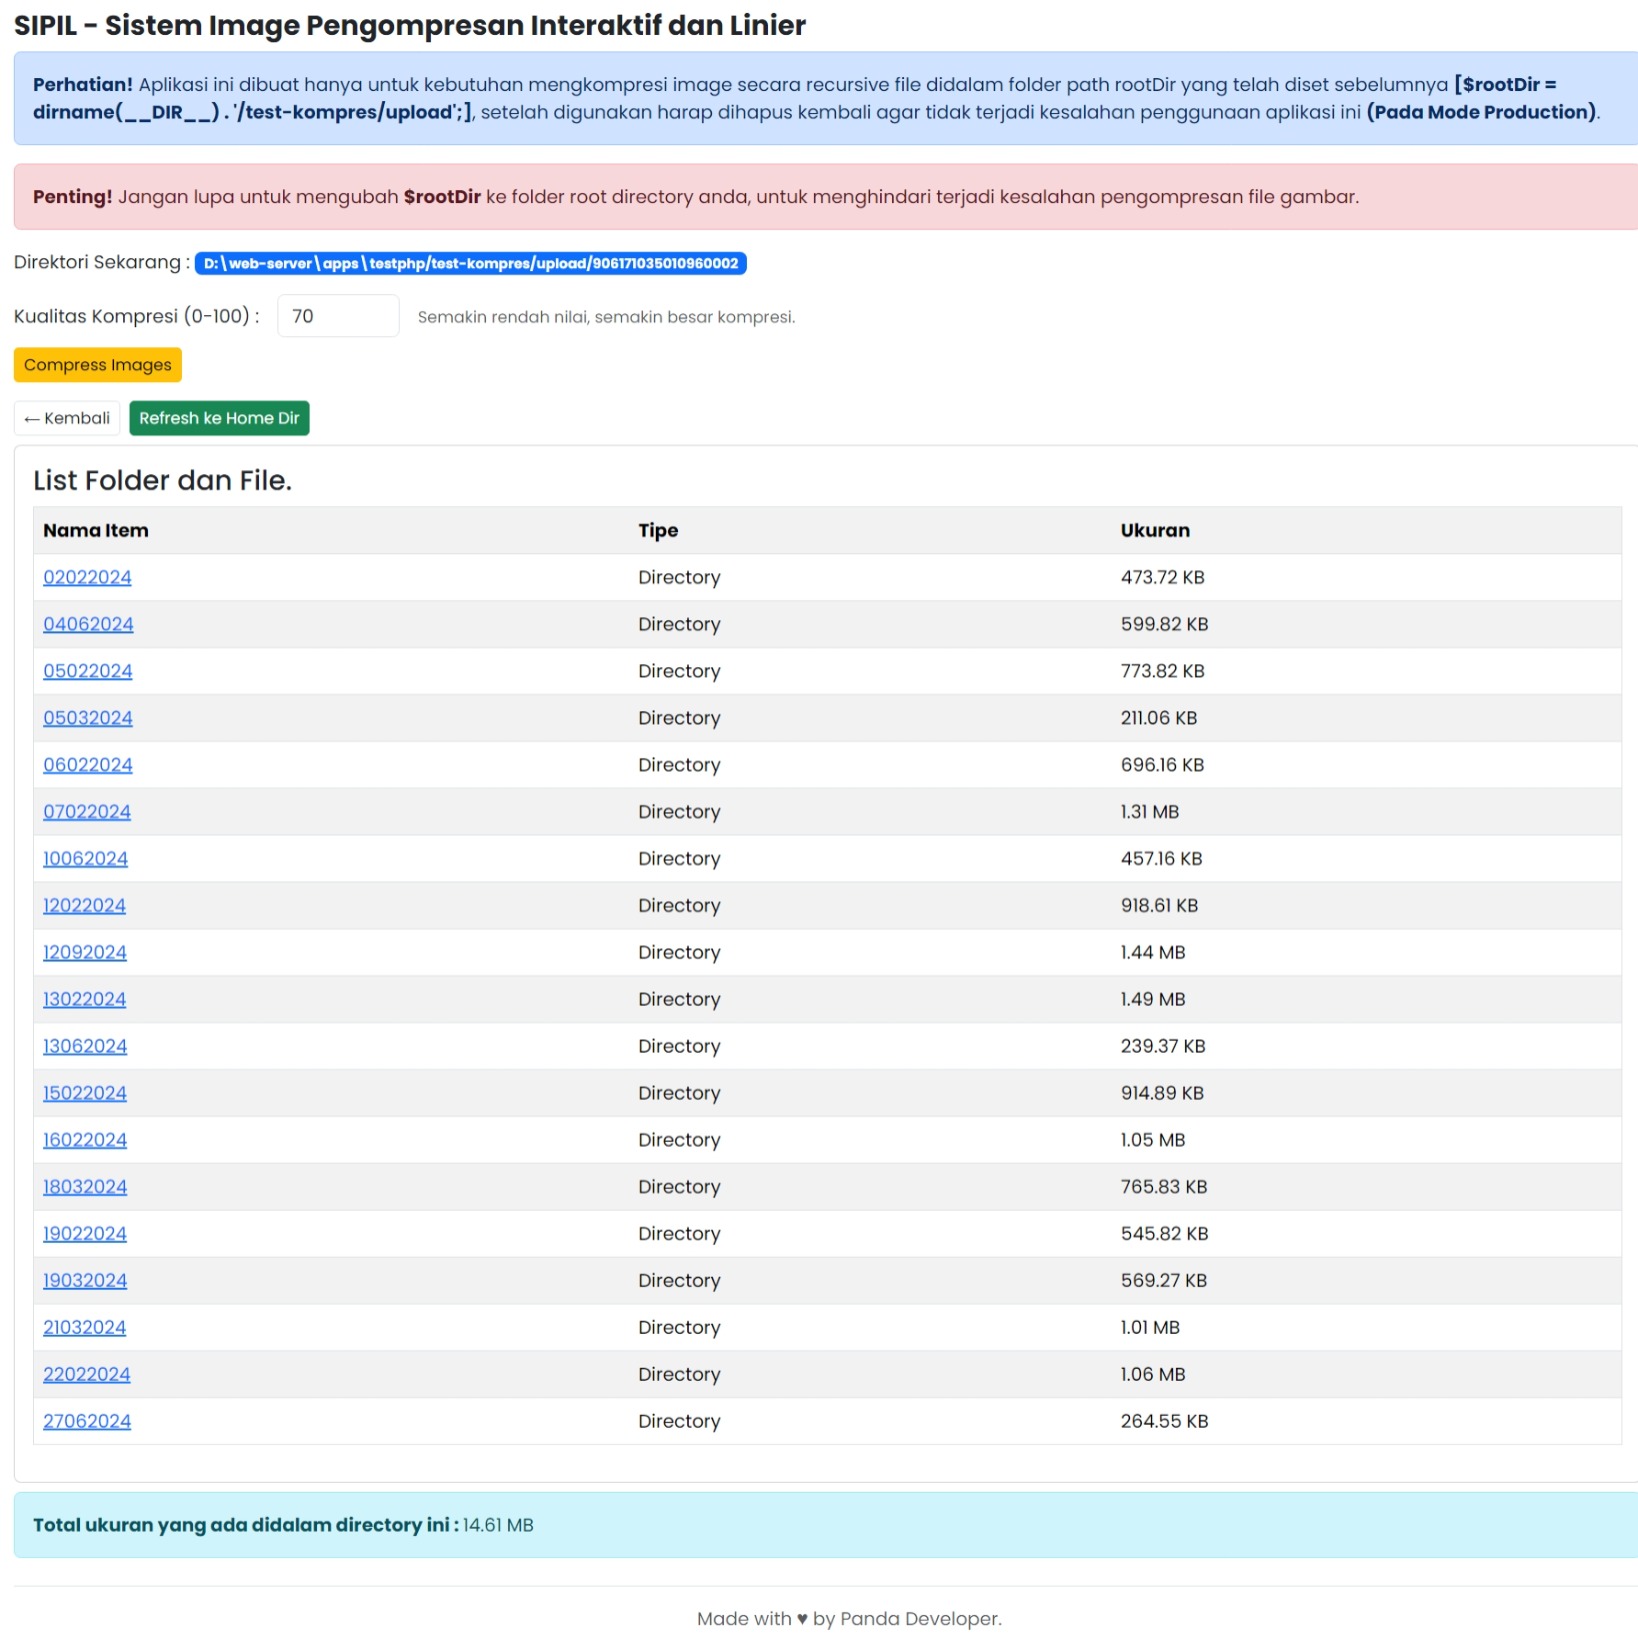 SIPIL - Sistem Image Pengompresan Interaktif dan Linier
Perhatian! Aplikasi ini dibuat hanya untuk kebutuhan mengkompresi image secara recursive file didalam folder path rootDir yang telah diset sebelumnya [$rootDir =
dirname(__DIR__) . '/test-kompres/upload';], setelah digunakan harap dihapus kembali agar tidak terjadi kesalahan penggunaan aplikasi ini (Pada Mode Production).
Penting! Jangan lupa untuk mengubah $rootDir ke folder root directory anda, untuk menghindari terjadi kesalahan pengompresan file gambar.
Direktori Sekarang : D:\web-server\apps\testphp/test-kompres/upload/906171035010960002
Kualitas Kompresi (0-100) : 70 Semakin rendah nilai, semakin besar kompresi.
Compress Images
← Kembali Refresh ke Home Dir
List Folder dan File.
Nama Item Tipe Ukuran
02022024 Directory 473.72 KB
04062024 Directory 599.82 KB
05022024 Directory 773.82 KB
05032024 Directory 211.06 KB
06022024 Directory 696.16 KB
07022024 Directory 1.31 MB
10062024 Directory 457.16 KB
12022024 Directory 918.61 KB
12092024 Directory 1.44 MB
13022024 Directory 1.49 MB
13062024 Directory 239.37 KB
15022024 Directory 914.89 KB
16022024 Directory 1.05 MB
18032024 Directory 765.83 KB
19022024 Directory 545.82 KB
19032024 Directory 569.27 KB
21032024 Directory 1.01 MB
22022024 Directory 1.06 MB
27062024 Directory 264.55 KB
Total ukuran yang ada didalam directory ini : 14.61 MB
Made with ♥ by Panda Developer.